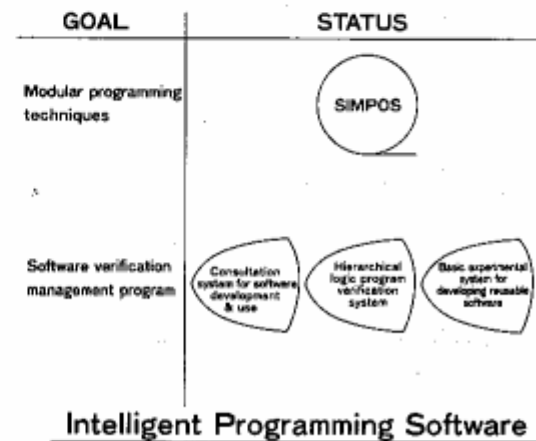 GOAL STATUS
Modular programming
techniques
SIMPOS
Software verification
management program
Consultation
system for software
development
& use
Hierarchical
logic program
verification
system
Basic experimental
system for
developing reusable
software
Intelligent Programming Software